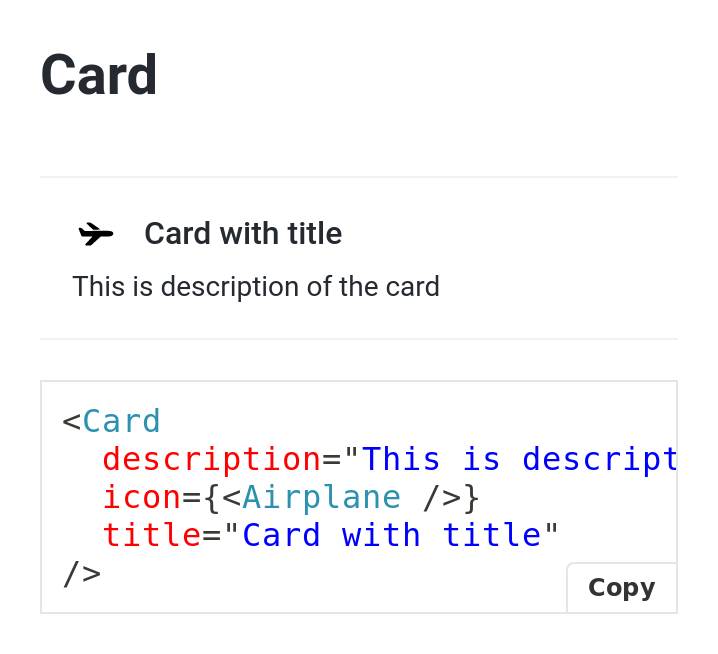 Card
Card with title
This is description of the card
<Card
  description="This is descript
  icon={<Airplane />}
  title="Card with title"
/>
Copy